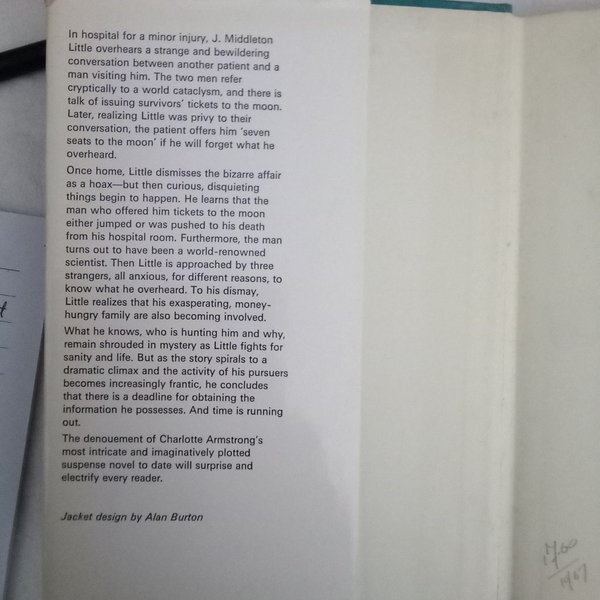 In hospital for a minor injury, J. Middleton
Little overhears a strange and bewildering
conversation between another patient and a
man visiting him. The two men refer
cryptically to a world cataclysm, and there is
talk of issuing survivors' tickets to the moon.
Later, realizing Little was privy to their
conversation, the patient offers him 'seven
seats to the moon' if he will forget what he
overheard.
Once home, Little dismisses the bizarre affair
as a hoax—but then curious, disquieting
things begin to happen. He learns that the
man who offered him tickets to the moon
either jumped or was pushed to his death
from his hospital room. Furthermore, the man
turns out to have been a world-renowned
scientist. Then Little is approached by three
strangers, all anxious, for different reasons, to
know what he overheard. To his dismay,
Little realizes that his exasperating, money-
hungry family are also becoming involved.
What he knows, who is hunting him and why,
remain shrouded in mystery as Little fights for
sanity and life. But as the story spirals to a
dramatic climax and the activity of his pursuers
becomes increasingly frantic, he concludes
that there is a deadline for obtaining the
information he possesses. And time is running
out.
The denouement of Charlotte Armstrong's
most intricate and imaginatively plotted
suspense novel to date will surprise and
electrify every reader.
Jacket design by Alan Burton